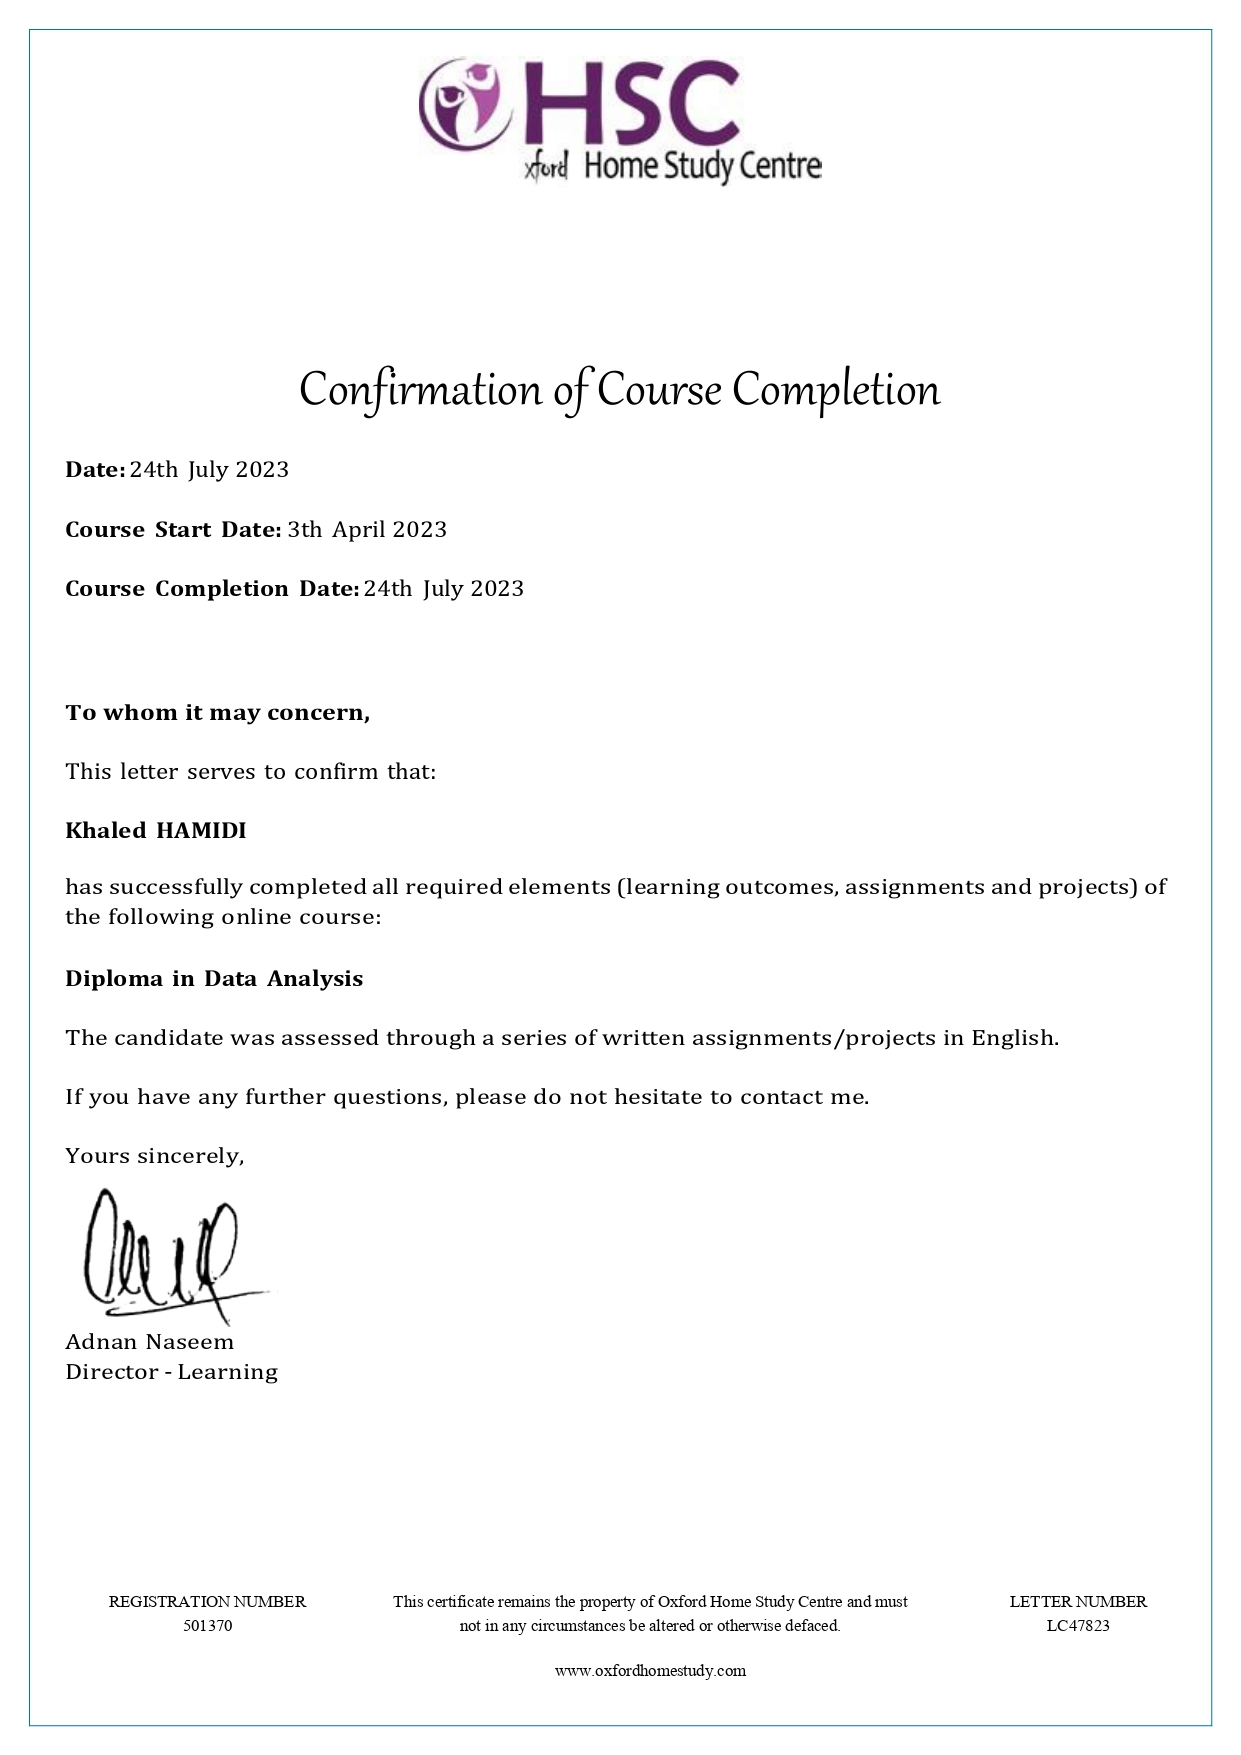 HSC
xford Home Study Centre
Confirmation of Course Completion
Date: 24th July 2023
Course Start Date: 3th April 2023
Course Completion Date: 24th July 2023
To whom it may concern,
This letter serves to confirm that:
Khaled HAMIDI
has successfully completed all required elements (learning outcomes, assignments and projects) of
the following online course:
Diploma in Data Analysis
The candidate was assessed through a series of written assignments/projects in English.
If you have any further questions, please do not hesitate to contact me.
Yours sincerely,
Adnan Naseem
Director - Learning
REGISTRATION NUMBER
501370
This certificate remains the property of Oxford Home Study Centre and must
not in any circumstances be altered or otherwise defaced.
www.oxfordhomestudy.com
LETTER NUMBER
LC47823